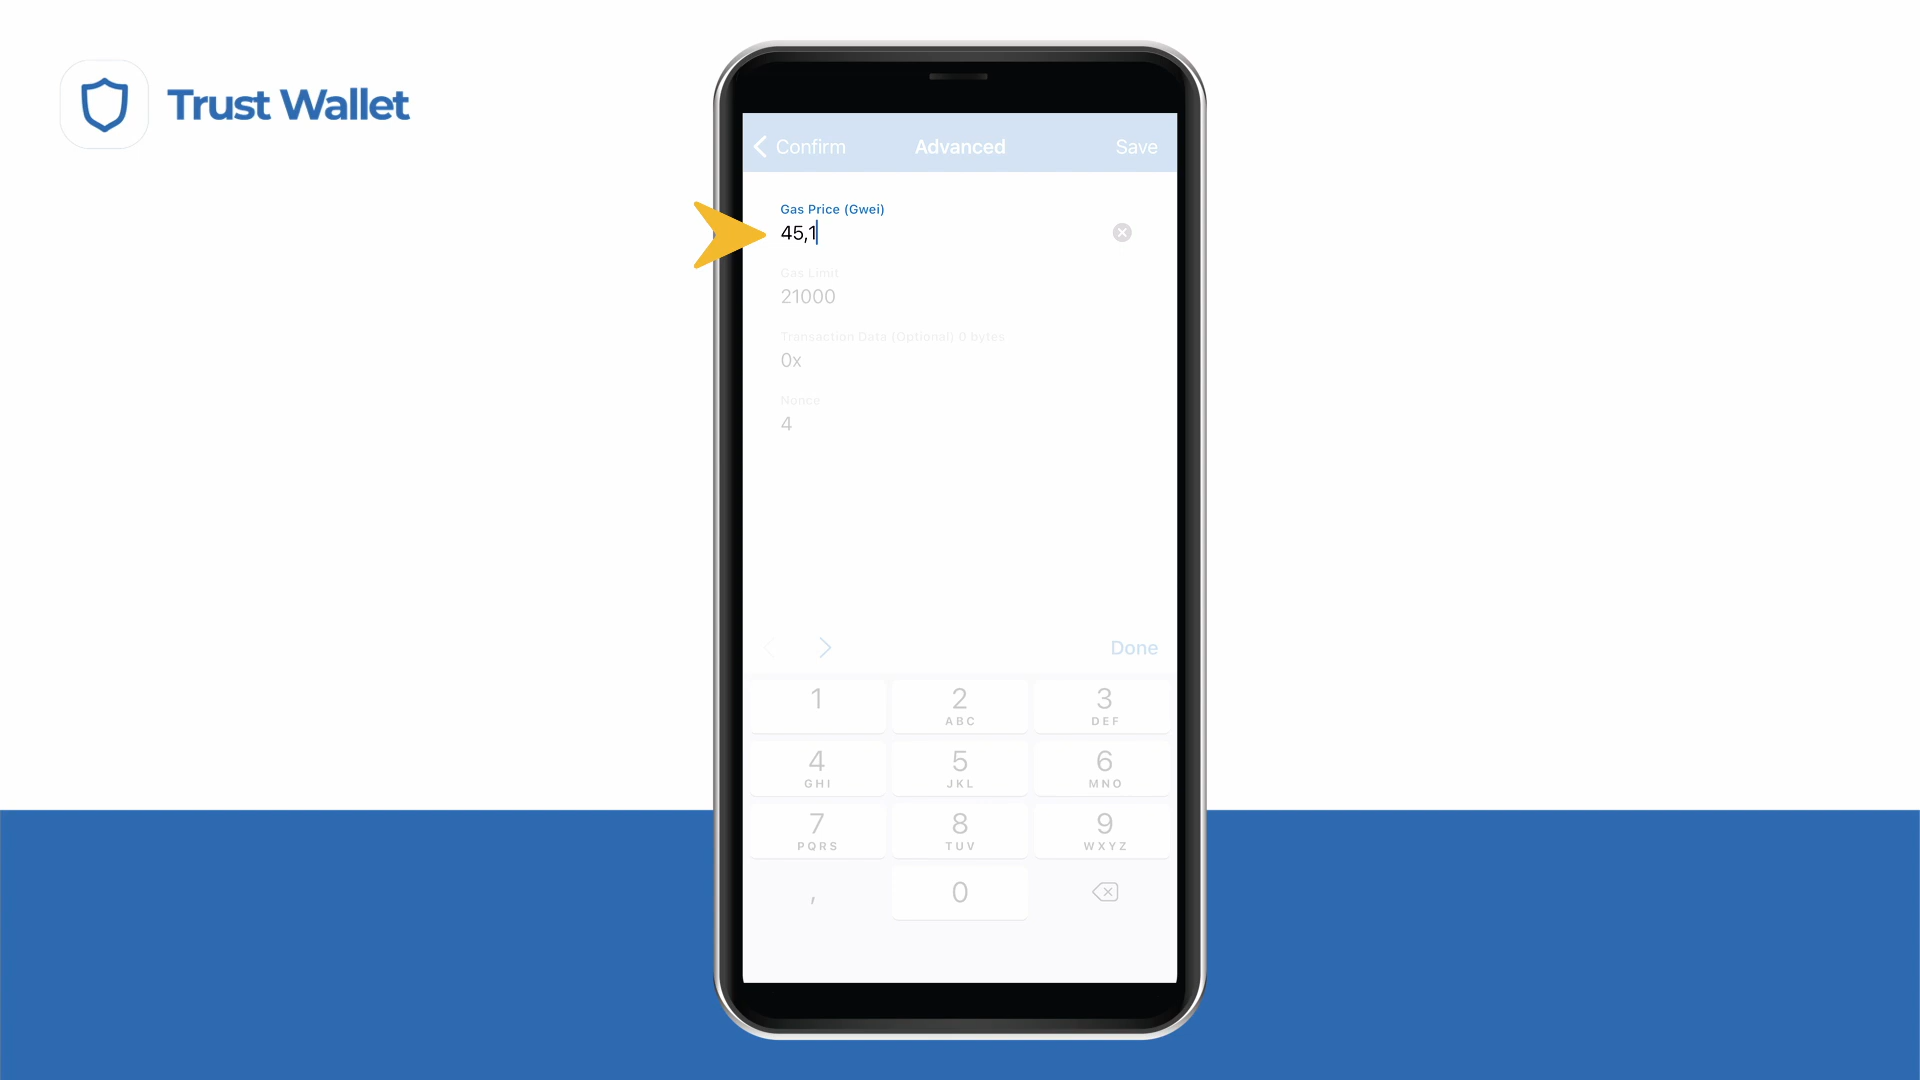 Trust Wallet
Confirm Advanced Save
Gas Price (Gwei)
45,1
Gas Limit
21000
Transaction Data (Optional) 0 bytes
0x
Nonce
4
Done
1 2 3
ABC DEF
4 5 6
GHI JKL MNO
7 8 9
PQRS TUV WXYZ
, 0